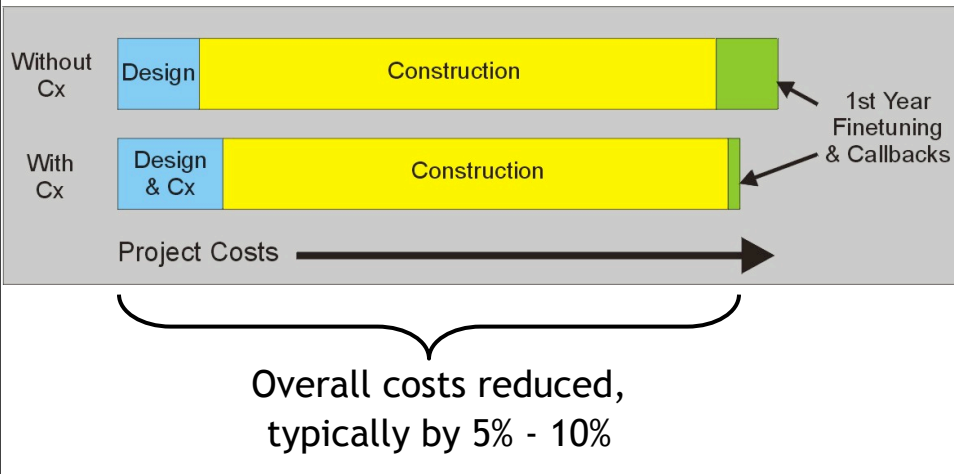 Without
Cx
Design
Construction
1st Year
Finetuning
& Callbacks
With
Cx
Design
& Cx
Construction
Project Costs
Overall costs reduced,
typically by 5% - 10%